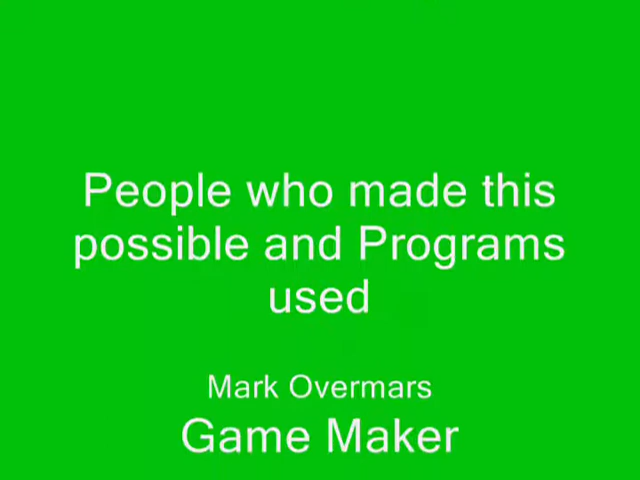 People who made this
possible and Programs
used
Mark Overmars
Game Maker